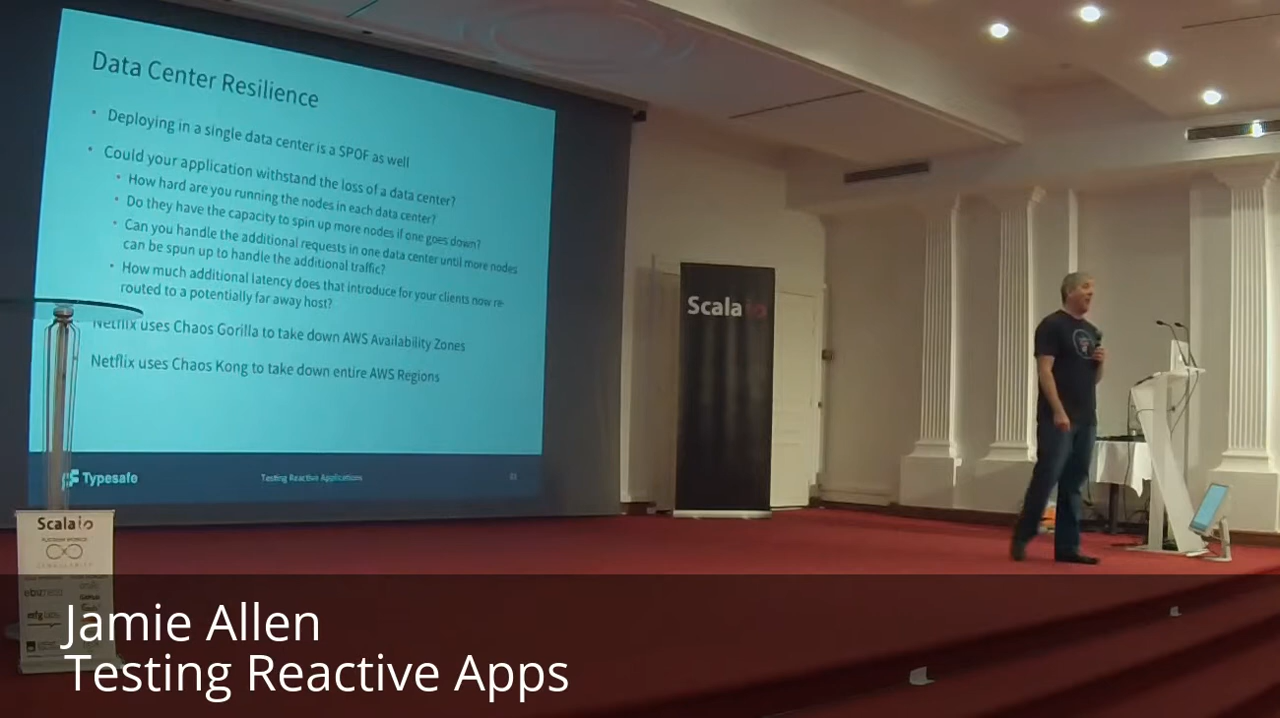 Data Center Resilience
• Deploying in a single data center is a SPOF as well
• Could your application withstand the loss of a data center?
• How hard are you running the nodes in each data center?
• Do they have the capacity to spin up more nodes if one goes down?
• Can you handle the additional requests in one data center until more nodes
can be spun up to handle the additional traffic?
• How much additional latency does that introduce for your clients now re-
routed to a potentially far away host?
Netflix uses Chaos Gorilla to take down AWS Availability Zones
Netflix uses Chaos Kong to take down entire AWS Regions
Typesafe
Testing Reactive Applications
Scala io
Scala io
Jamie Allen
Testing Reactive Apps